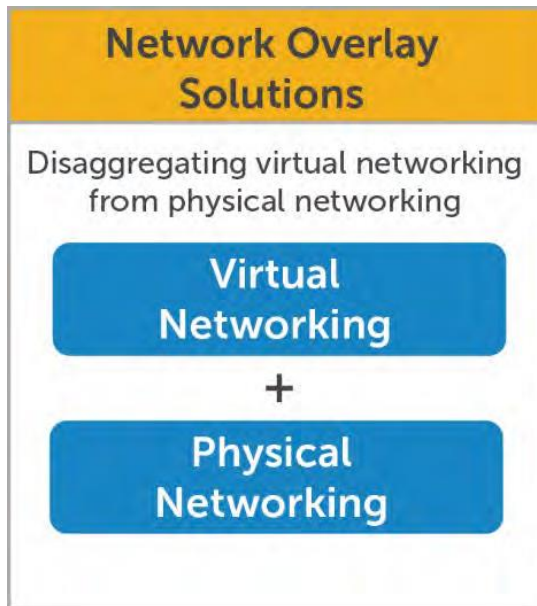 Network Overlay
Solutions
Disaggregating virtual networking
from physical networking
Virtual
Networking
+
Physical
Networking